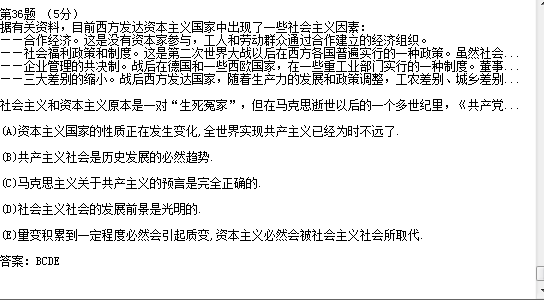 第36题 （5分）
据有关资料，目前西方发达资本主义国家中出现了一些社会主义因素：
－－合作经济。这是没有资本家参与，工人和劳动群众通过合作建立的经济组织。
－－社会福利政策和制度。这是第二次世界大战以后在西方各国普遍实行的一种政策。虽然社会...
－－企业管理的共决制。战后在德国和一些西欧国家，在一些重工业部门实行的一种制度。董事...
－－三大差别的缩小。战后西方发达国家，随着生产力的发展和政策调整，工农差别、城乡差别...
社会主义和资本主义原本是一对“生死冤家”，但在马克思逝世以后的一个多世纪里，《共产党...
(A)资本主义国家的性质正在发生变化,全世界实现共产主义已经为时不远了.
(B)共产主义社会是历史发展的必然趋势.
(C)马克思主义关于共产主义的预言是完全正确的.
(D)社会主义社会的发展前景是光明的.
(E)量变积累到一定程度必然会引起质变,资本主义必然会被社会主义社会所取代.
答案：BCDE